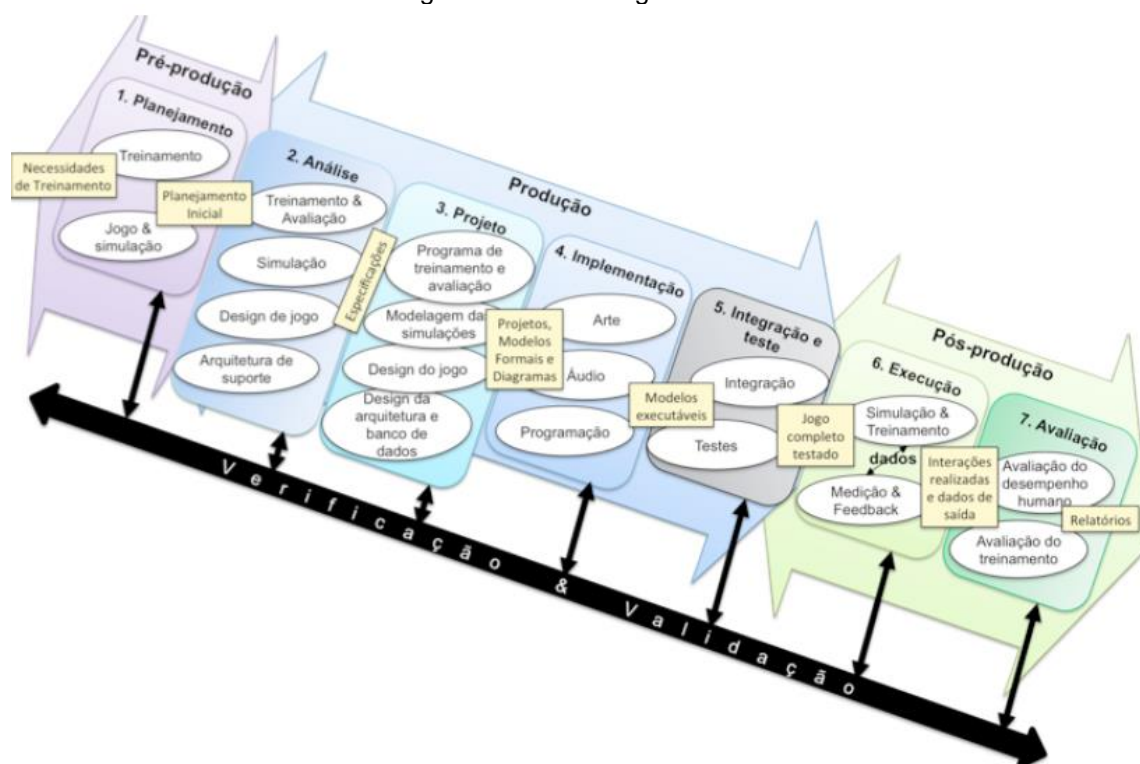 Pré-produção
1. Planejamento
Treinamento
Necessidades
de Treinamento
Jogo &
simulação
Planejamento
Inicial
Produção
2. Análise
Treinamento &
Avaliação
Simulação
Design de jogo
Arquitetura de
suporte
Especificações
3. Projeto
Programa de
treinamento e
avaliação
Modelagem das
simulações
Design do jogo
Design da
arquitetura e
banco de
dados
Projetos,
Modelos
Formais e
Diagramas
4. Implementação
Arte
Áudio
Programação
Modelos
executáveis
5. Integração e
teste
Integração
Testes
Jogo
completo
testado
Pós-produção
6. Execução
Simulação &
Treinamento
dados
Medição &
Feedback
Interações
realizadas
e dados de
saída
7. Avaliação
Avaliação do
desempenho
humano
Avaliação do
treinamento
Relatórios
Verificação & Validação